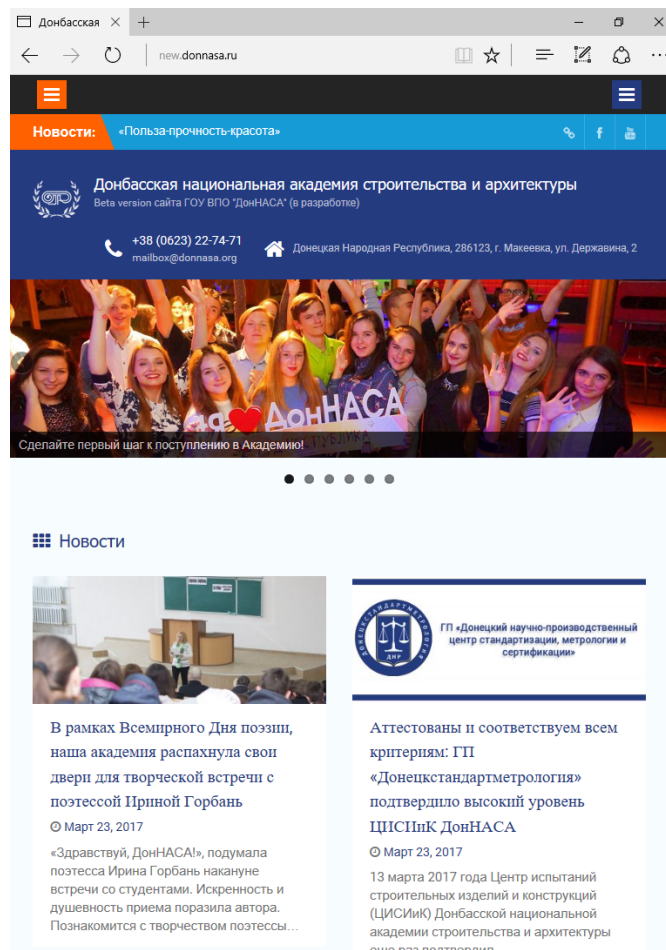 Донбасская
new.donnasa.ru
Новости:
«Польза-прочность-красота»
Донбасская национальная академия строительства и архитектуры
Beta version сайта ГОУ ВПО "ДонНАСА" (в разработке)
+38 (0623) 22-74-71
mailbox@donnasa.org
Донецкая Народная Республика, 286123, г. Макеевка, ул. Державина, 2
я ДонНАСА
Сделайте первый шаг к поступлению в Академию!
Новости
В рамках Всемирного Дня поэзии,
наша академия распахнула свои
двери для творческой встречи с
поэтессой Ириной Горбань
Март 23, 2017
«Здравствуй, ДонНАСА!», подумала
поэтесса Ирина Горбань накануне
встречи со студентами. Искренность и
душевность приема поразила автора.
Познакомится с творчеством поэтессы...
ДОНЕЦКСТАНДАРТМЕТРОЛОГИЯ
ДНР
ГП «Донецкий научно-производственный
центр стандартизации, метрологии и
сертификации»
Аттестованы и соответствуем всем
критериям: ГП
«Донецкстандартметрология»
подтвердило высокий уровень
ЦИСИиК ДонНАСА
Март 23, 2017
13 марта 2017 года Центр испытаний
строительных изделий и конструкций
(ЦИСИиК) Донбасской национальной
академии строительства и архитектуры
еще раз подтвердил